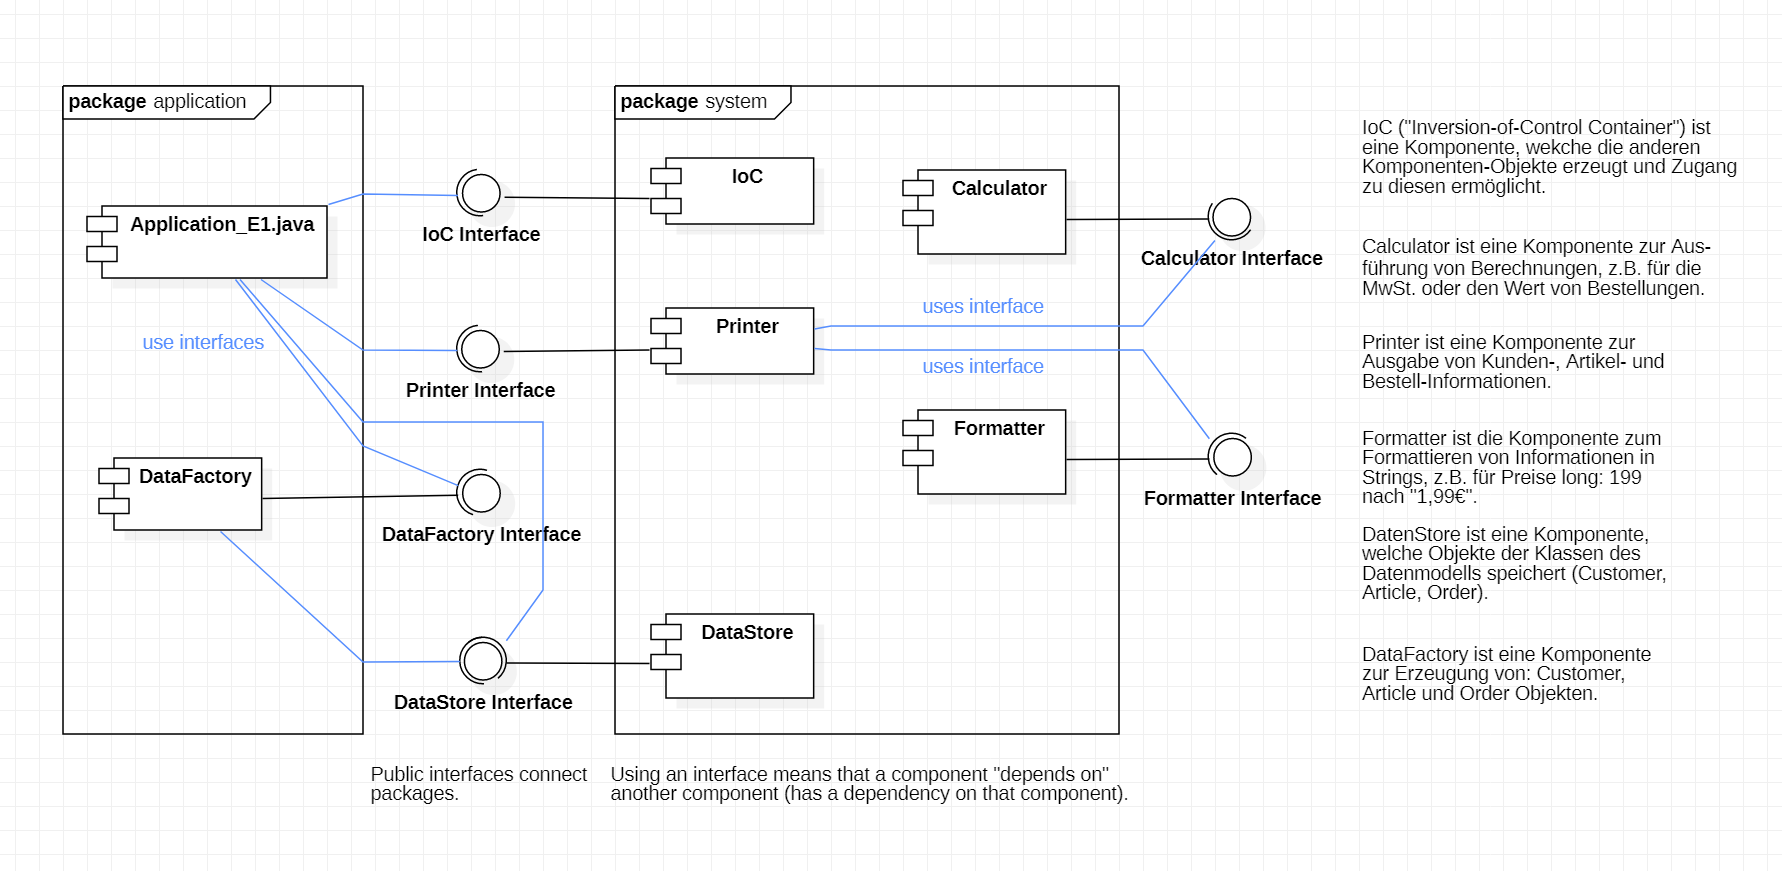 package application
package system
IoC
Calculator
Application_E1.java
IoC Interface
Calculator Interface
use interfaces
Printer
uses interface
uses interface
Printer Interface
Formatter
DataFactory
Formatter Interface
DataFactory Interface
DataStore
DataStore Interface
Public interfaces connect
packages.
Using an interface means that a component "depends on"
another component (has a dependency on that component).
IoC ("Inversion-of-Control Container") ist
eine Komponente, wekche die anderen
Komponenten-Objekte erzeugt und Zugang
zu diesen ermöglicht.
Calculator ist eine Komponente zur Aus-
führung von Berechnungen, z.B. für die
MwSt. oder den Wert von Bestellungen.
Printer ist eine Komponente zur
Ausgabe von Kunden-, Artikel- und
Bestell-Informationen.
Formatter ist die Komponente zum
Formattieren von Informationen in
Strings, z.B. für Preise long: 199
nach "1,99€".
DatenStore ist eine Komponente,
welche Objekte der Klassen des
Datenmodells speichert (Customer,
Article, Order).
DataFactory ist eine Komponente
zur Erzeugung von: Customer,
Article und Order Objekten.